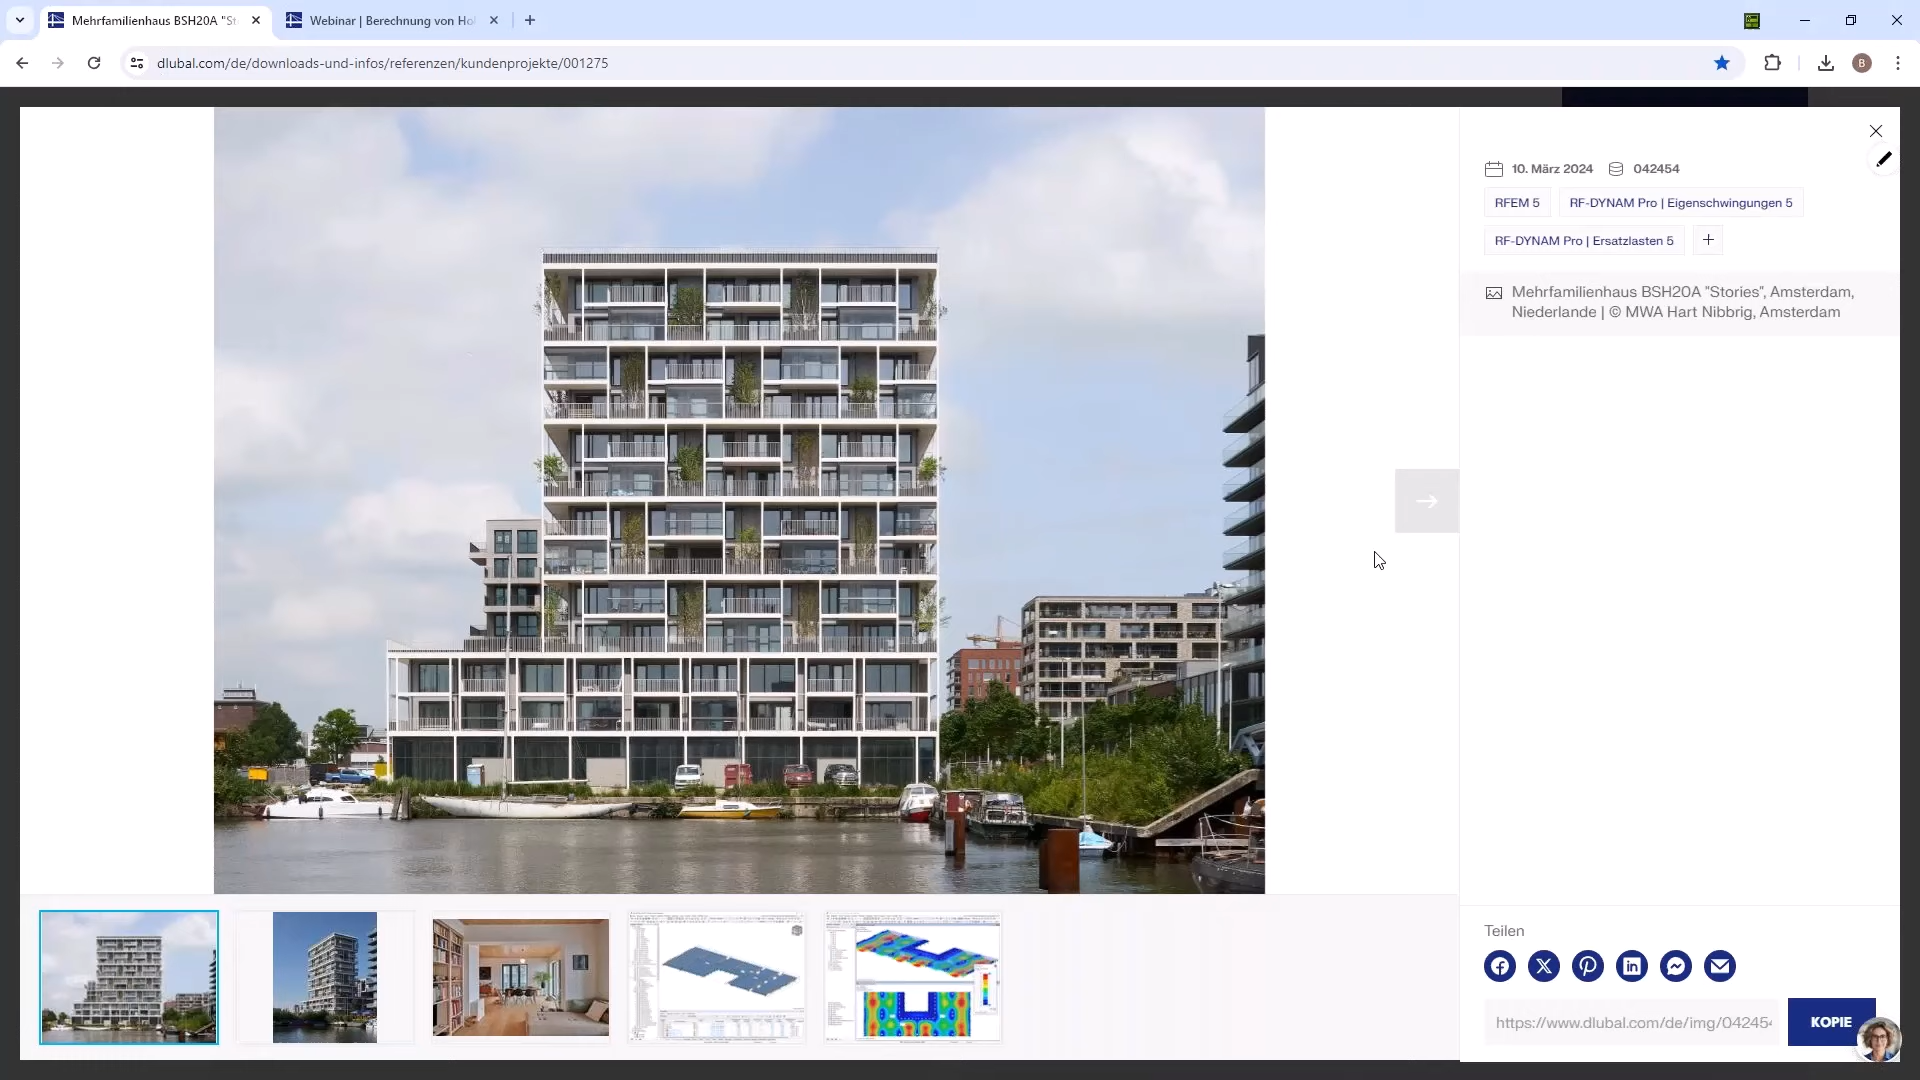 Mehrfamilienhaus BSH20A "St
Webinar | Berechnung von Hol
dlubal.com/de/downloads-und-infos/referenzen/kundenprojekte/001275
B
10. März 2024
042454
RFEM 5
RF-DYNAM Pro | Eigenschwingungen 5
RF-DYNAM Pro | Ersatzlasten 5
+
Mehrfamilienhaus BSH20A "Stories", Amsterdam,
Niederlande | © MWA Hart Nibbrig, Amsterdam
Teilen
https://www.dlubal.com/de/img/042454
KOPIE